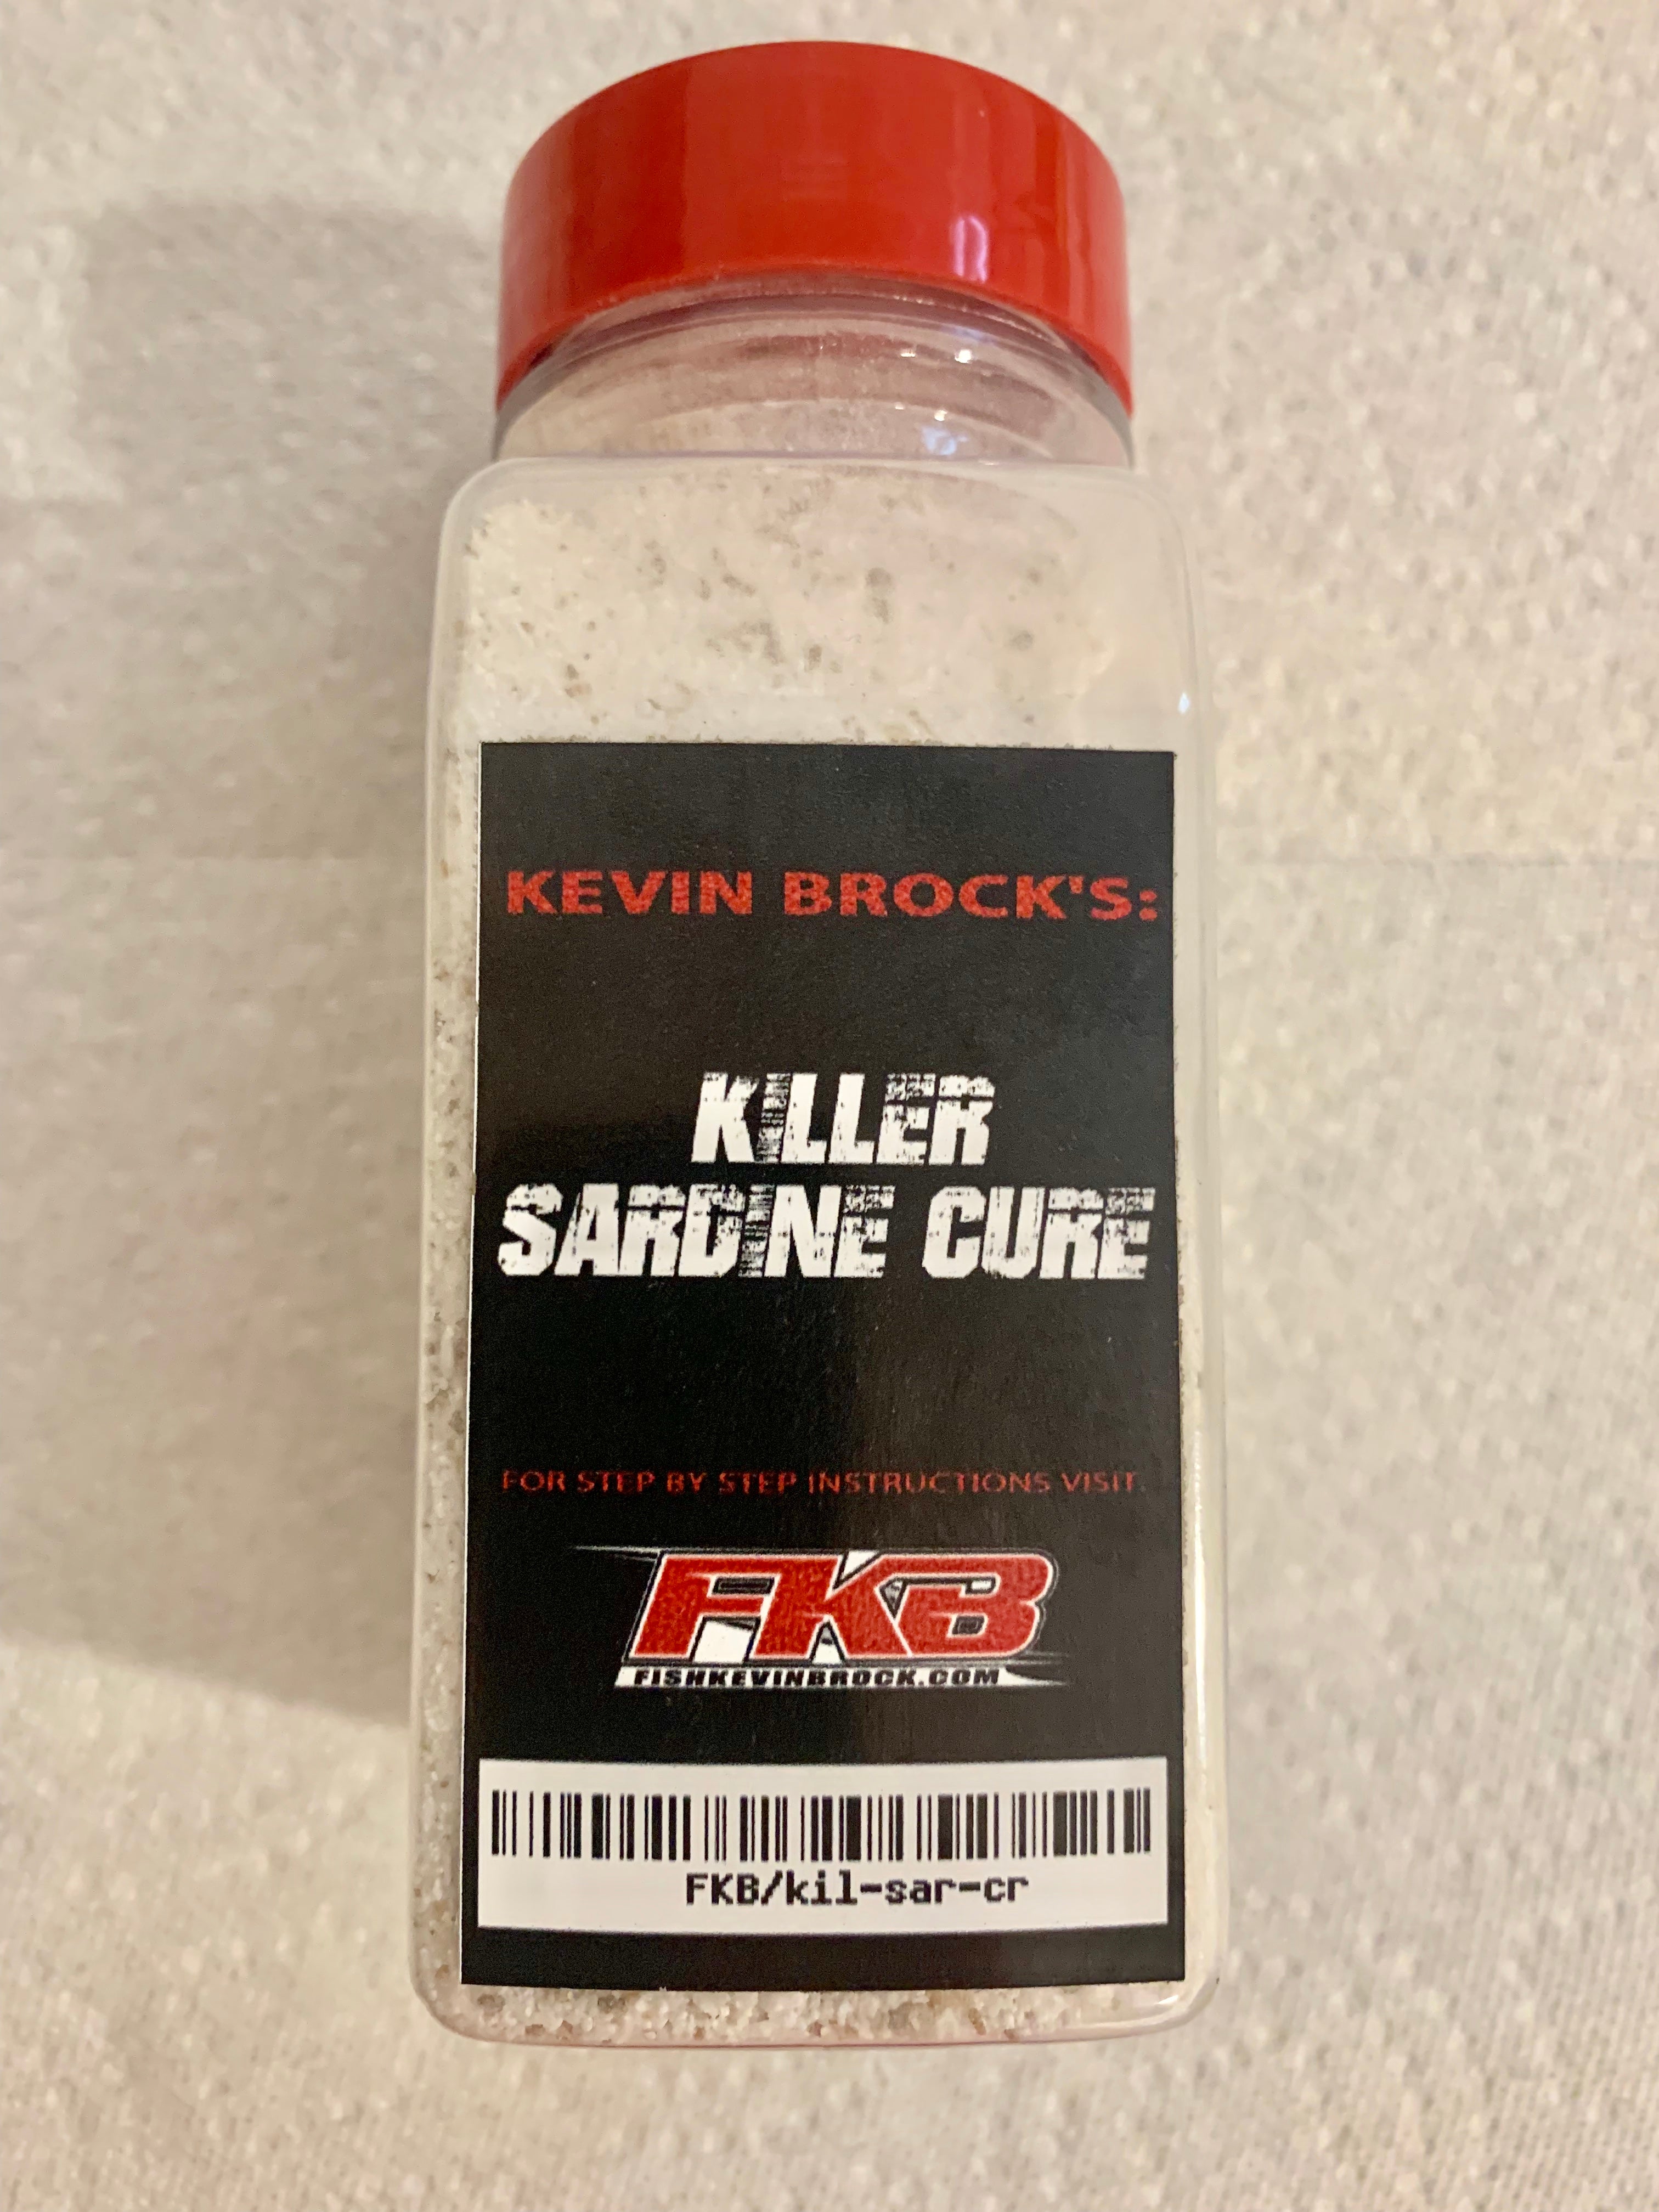 KEVIN BROCK'S:
KILLER
SARDINE CURE
FOR STEP BY STEP INSTRUCTIONS VISIT:
FKB
FISHKEVINBROCK.COM
FKB/kil-sar-cr